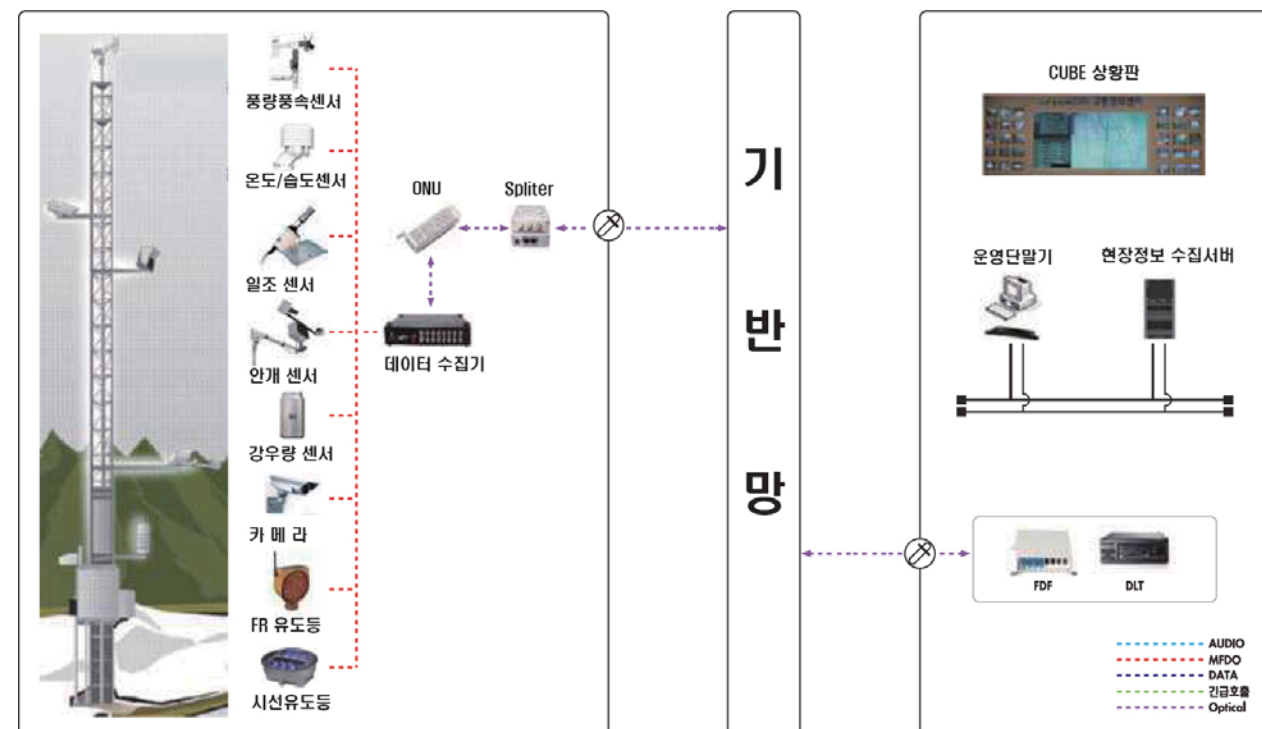 풍량풍속센서
온도/습도센서
일조 센서
안개 센서
강우량 센서
카 메 라
FR 유도등
시선유도등
ONU
Spliter
데이터 수집기
기
반
망
CUBE 상황판
운영단말기
현장정보 수집서버
FDF
DLT
AUDIO
MFDO
DATA
긴급호출
Optical